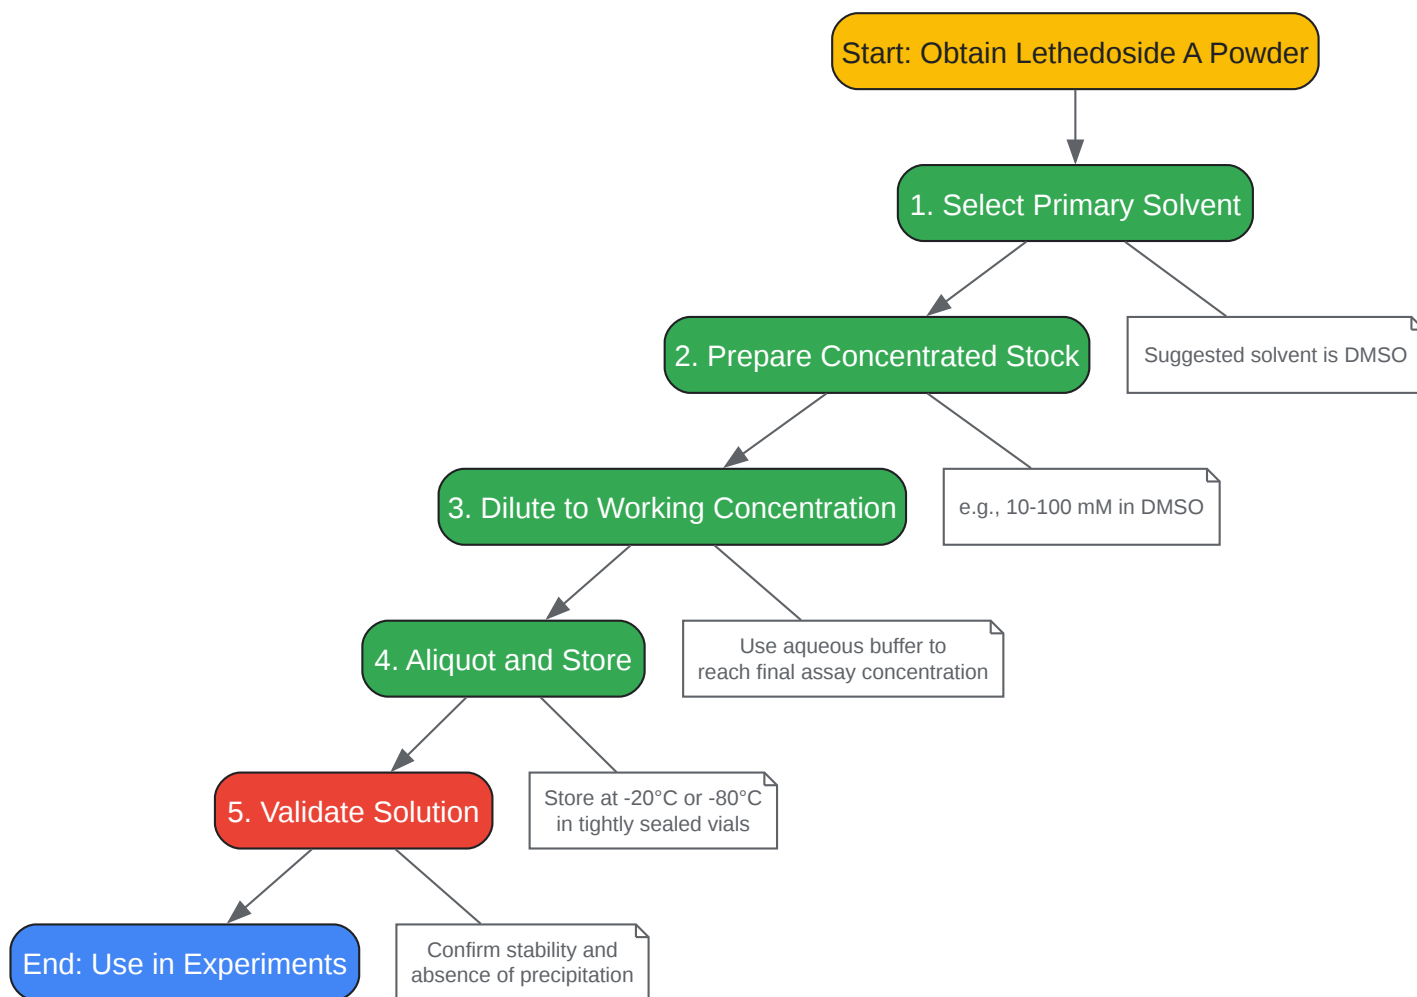 Start: Obtain Lethedoside A Powder
1. Select Primary Solvent
2. Prepare Concentrated Stock
Suggested solvent is DMSO
3. Dilute to Working Concentration
e.g., 10-100 mM in DMSO
4. Aliquot and Store
Use aqueous buffer to
reach final assay concentration
5. Validate Solution
Store at -20°C or -80°C
in tightly sealed vials
End: Use in Experiments
Confirm stability and
absence of precipitation